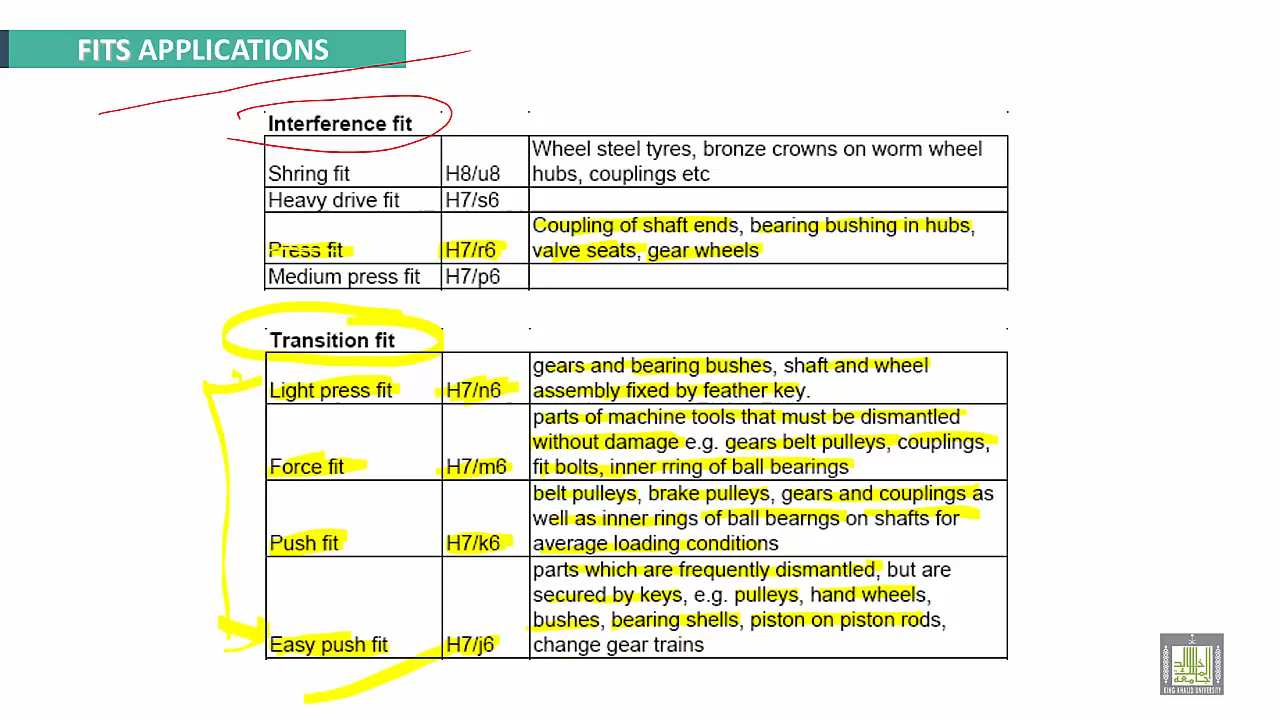 FITS APPLICATIONS
Interference fit
Shring fit H8/u8 Wheel steel tyres, bronze crowns on worm wheel
hubs, couplings etc
Heavy drive fit H7/s6
Press fit H7/r6 Coupling of shaft ends, bearing bushing in hubs,
valve seats, gear wheels
Medium press fit H7/p6
Transition fit
Light press fit H7/n6 gears and bearing bushes, shaft and wheel
assembly fixed by feather key.
Force fit H7/m6 parts of machine tools that must be dismantled
without damage e.g. gears belt pulleys, couplings,
fit bolts, inner rring of ball bearings
Push fit H7/k6 belt pulleys, brake pulleys, gears and couplings as
well as inner rings of ball bearngs on shafts for
average loading conditions
Easy push fit H7/j6 parts which are frequently dismantled, but are
secured by keys, e.g. pulleys, hand wheels,
bushes, bearing shells, piston on piston rods,
change gear trains
KING KHALID UNIVERSITY